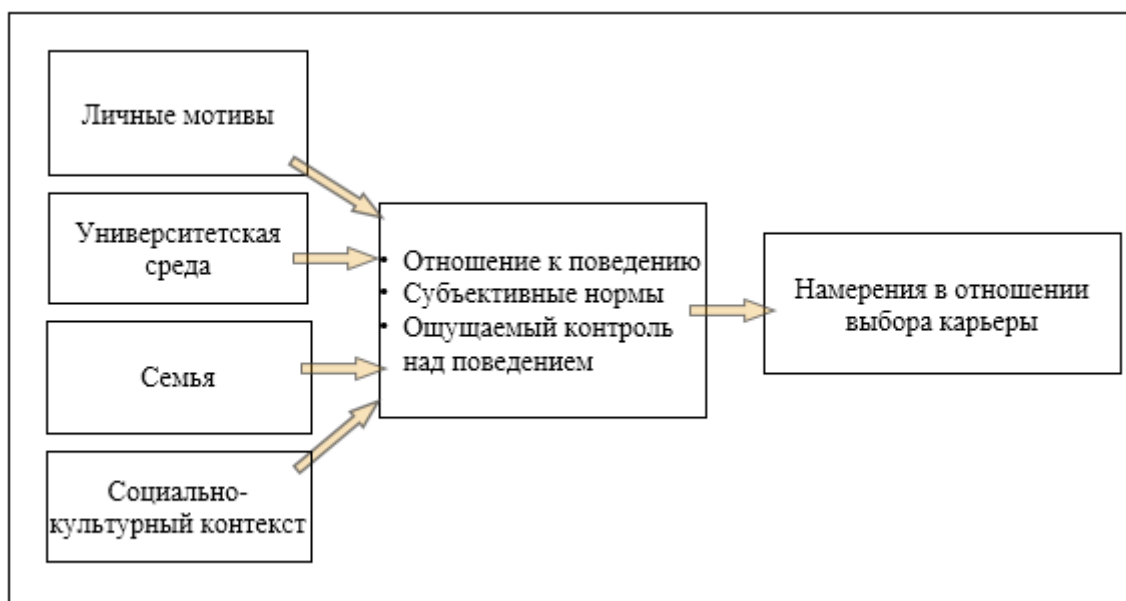 Личные мотивы
Университетская
среда
Семья
Социально-
культурный контекст
• Отношение к поведению
• Субъективные нормы
• Ощущаемый контроль
над поведением
Намерения в отношении
выбора карьеры